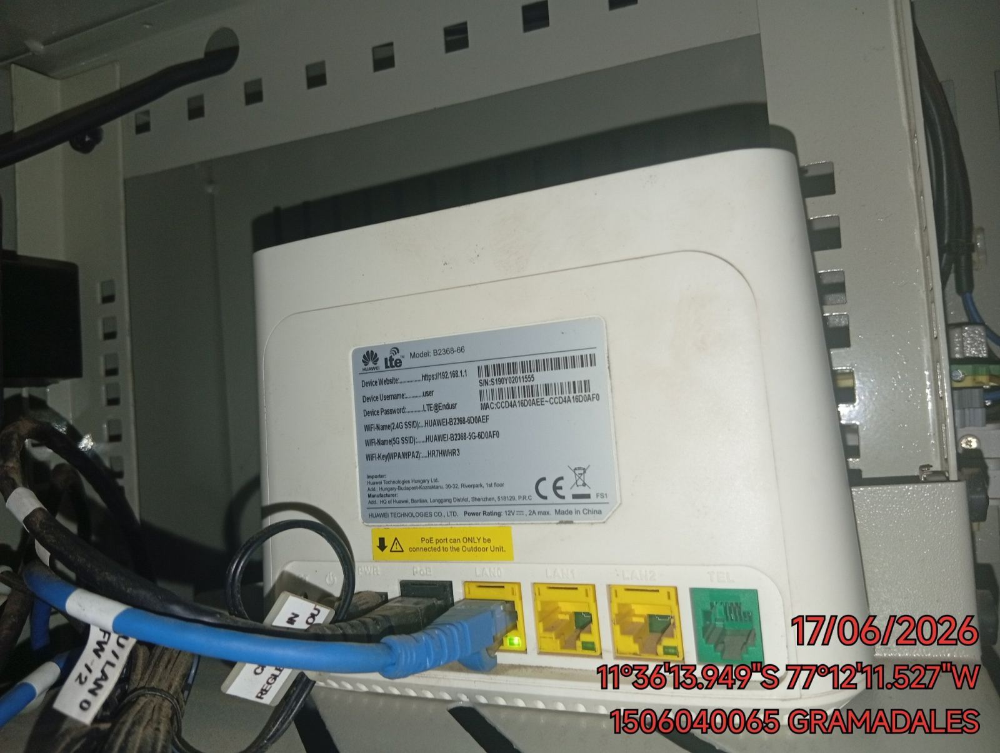 HUAWEI
Lte™
Model: B2368-66
Device Website:...............https://192.168.1.1
Device Username:...........user
Device Password:...........LTE@Endusr
WiFi-Name(2.4G SSID):...HUAWEI-B2368-6D0AEF
WiFi-Name(5G SSID):......HUAWEI-B2368-5G-6D0AF0
WiFi-Key(WPA/WPA2):....HR7HWHR3
S/N:S190Y02011555
MAC:CCD4A16D0AEE~CCD4A16D0AF0
Importer:
Huawei Technologies Hungary Ltd.
Add.: Hungary-Budapest-Kozraktaru. 30-32, Riverpark, 1st floor
Manufacturer:
Add. HQ of Huawei, Bantian, Longgang District, Shenzhen, 518129, P.R.C
CE
FS1
HUAWEI TECHNOLOGIES CO., LTD. Power Rating: 12V⎓, 2A max. Made in China
PoE port can ONLY be
connected to the Outdoor Unit.
PWR PoE LAN0 LAN1 LAN2 TEL
IN
OU
REGLE
U/LAN 0
FW-/2
17/06/2026
11°36'13.949"S 77°12'11.527"W
1506040065 GRAMADALES